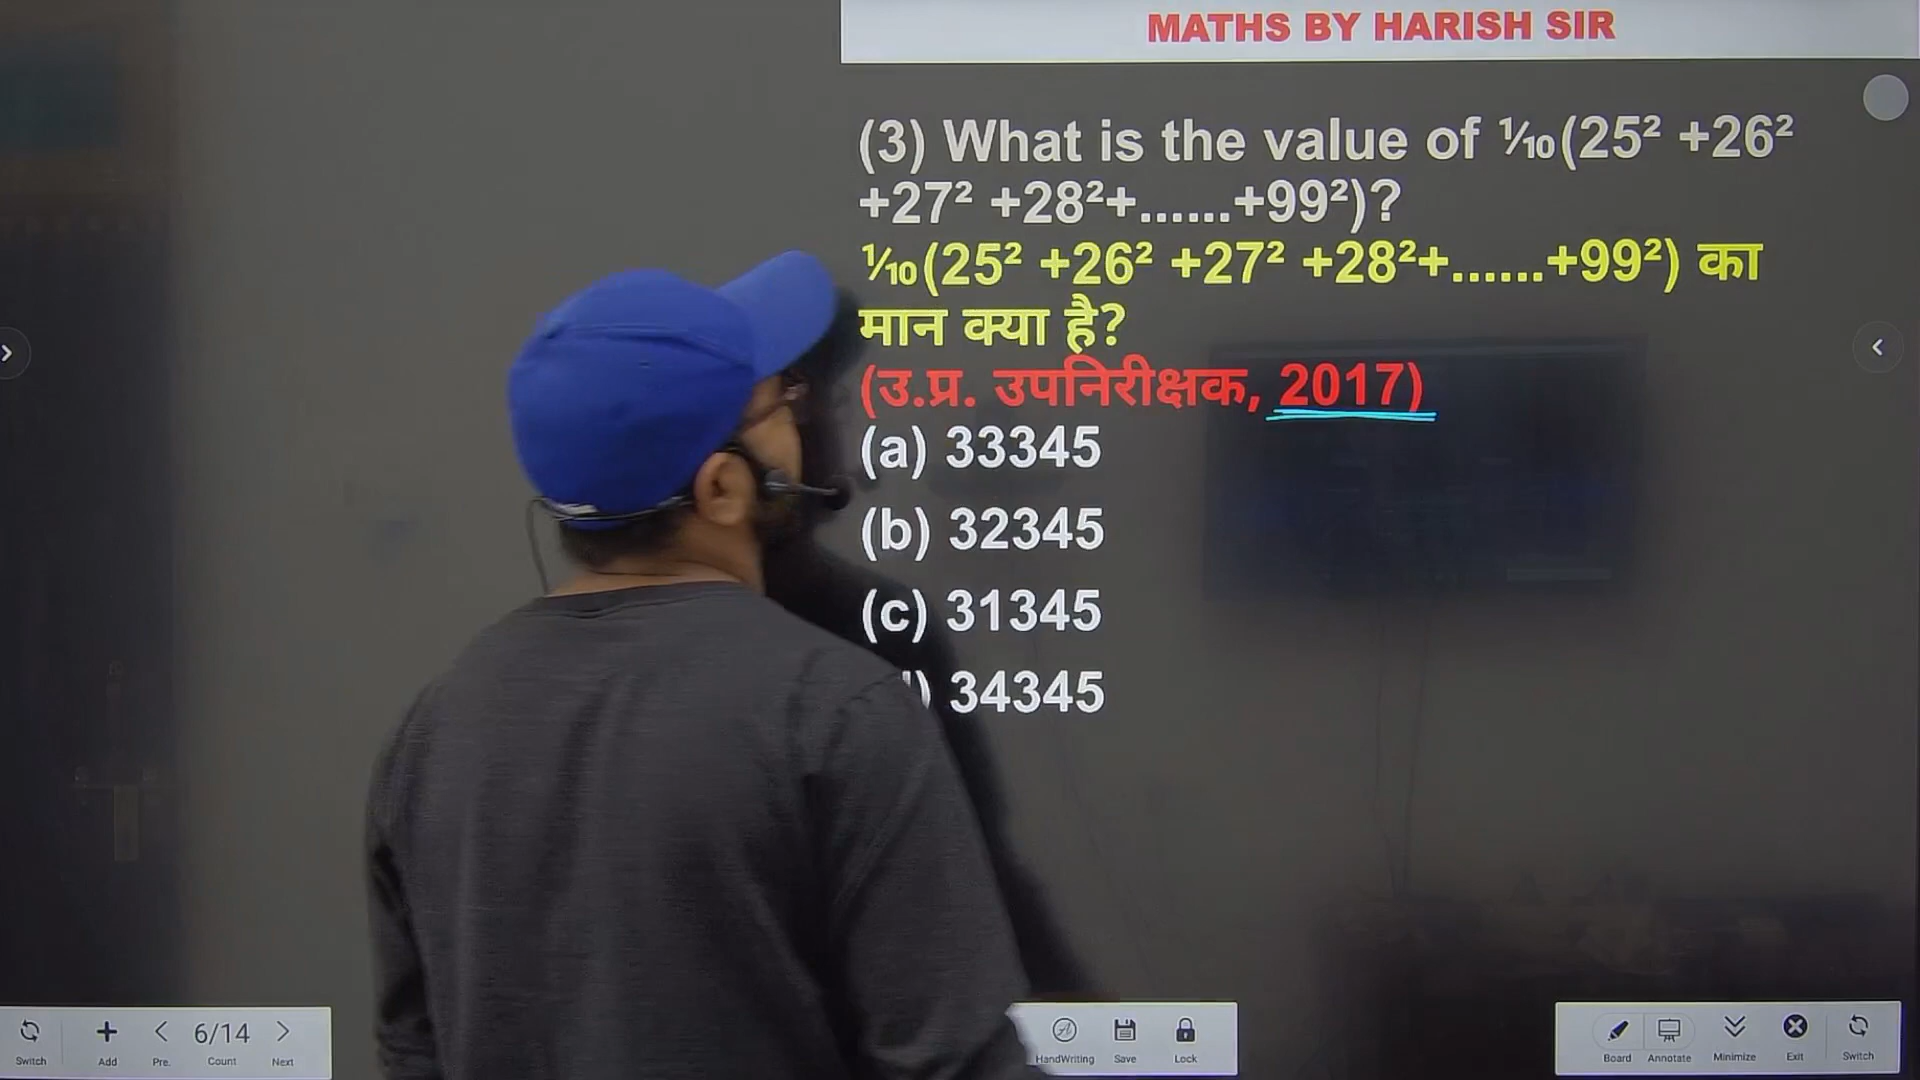 MATHS BY HARISH SIR
(3) What is the value of ⅒(25² +26²
+27² +28²+......+99²)?
⅒(25² +26² +27² +28²+......+99²) का
मान क्या है?
(उ.प्र. उपनिरीक्षक, 2017)
(a) 33345
(b) 32345
(c) 31345
) 34345
Switch Add Pre. 6/14 Count Next
HandWriting Save Lock
Board Annotate Minimize Exit Switch